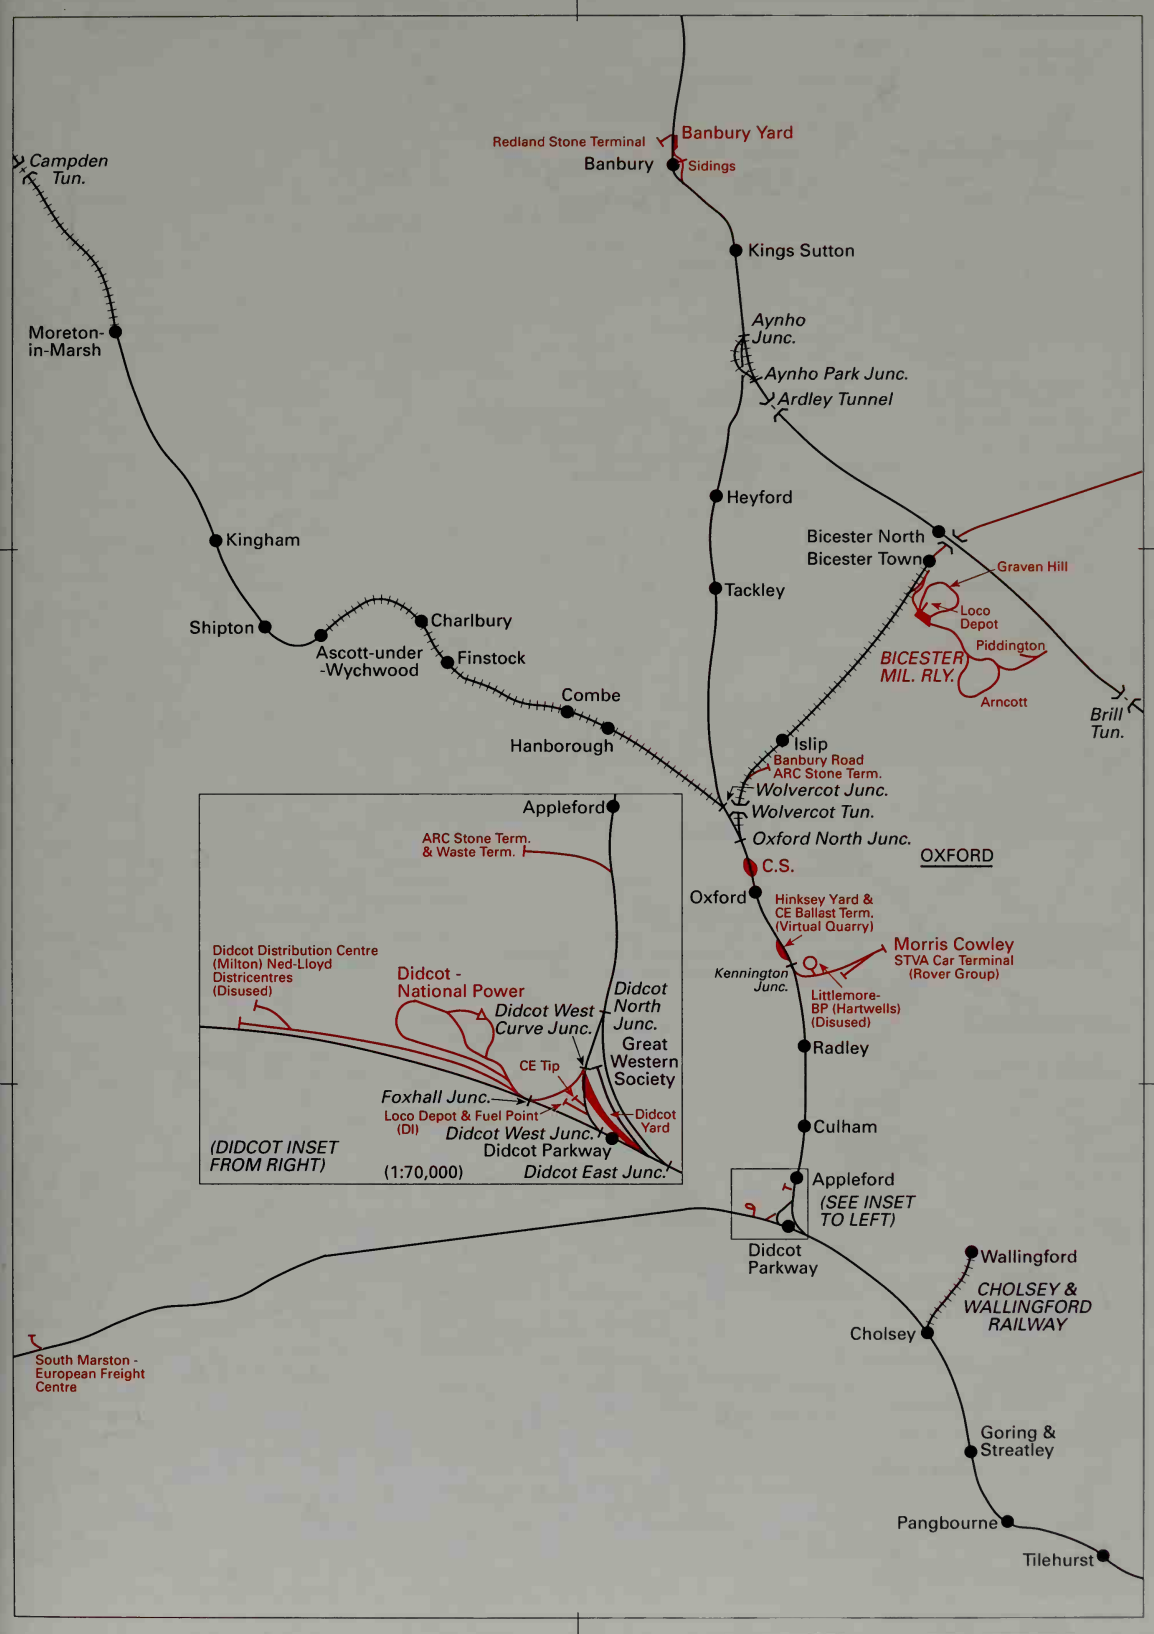 Redland Stone Terminal
Banbury Yard
Banbury
Sidings
Campden
Tun.
Kings Sutton
Moreton-
in-Marsh
Aynho
Junc.
Aynho Park Junc.
Ardley Tunnel
Heyford
Kingham
Bicester North
Bicester Town
Graven Hill
Tackley
Loco
Depot
Shipton
Charlbury
Ascott-under
-Wychwood
Finstock
Piddington
BICESTER
MIL. RLY.
Arncott
Combe
Hanborough
Brill
Tun.
Islip
Banbury Road
ARC Stone Term.
Wolvercot Junc.
Wolvercot Tun.
Oxford North Junc.
OXFORD
C.S.
Oxford
Hinksey Yard &
CE Ballast Term.
(Virtual Quarry)
Morris Cowley
STVA Car Terminal
(Rover Group)
Kennington
Junc.
Littlemore-
BP (Hartwells)
(Disused)
Radley
Culham
Appleford
(SEE INSET
TO LEFT)
Didcot
Parkway
Appleford
ARC Stone Term.
& Waste Term.
Didcot Distribution Centre
(Milton) Ned-Lloyd
Districentres
(Disused)
Didcot -
National Power
Didcot West
Curve Junc.
Didcot
North
Junc.
Great
Western
Society
CE Tip
Foxhall Junc.
Loco Depot & Fuel Point
(DI)
Didcot
Yard
Didcot West Junc.
Didcot Parkway
Didcot East Junc.
(DIDCOT INSET
FROM RIGHT)
(1:70,000)
Wallingford
CHOLSEY &
WALLINGFORD
RAILWAY
Cholsey
South Marston -
European Freight
Centre
Goring &
Streatley
Pangbourne
Tilehurst